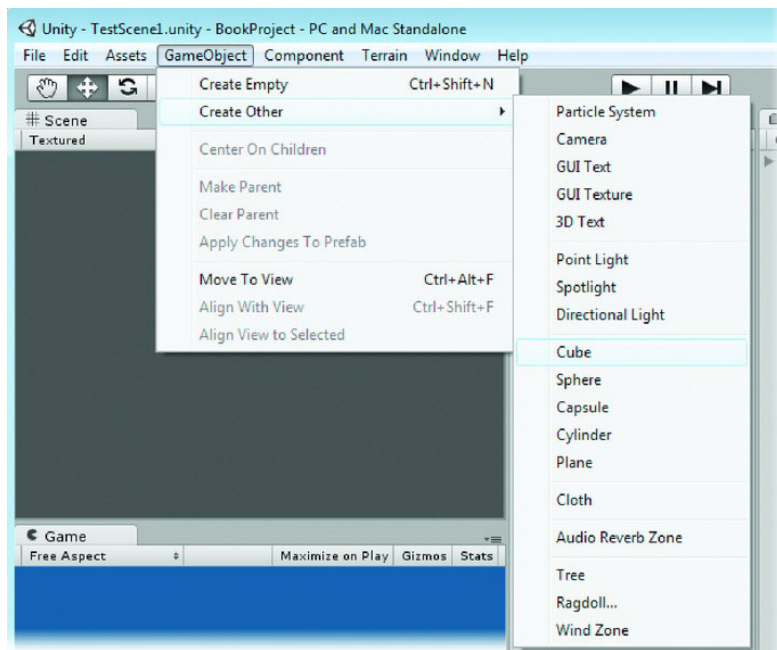 Unity - TestScene1.unity - BookProject - PC and Mac Standalone
File Edit Assets GameObject Component Terrain Window Help
Create Empty Ctrl+Shift+N
Create Other
Center On Children
Make Parent
Clear Parent
Apply Changes To Prefab
Move To View Ctrl+Alt+F
Align With View Ctrl+Shift+F
Align View to Selected
Particle System
Camera
GUI Text
GUI Texture
3D Text
Point Light
Spotlight
Directional Light
Cube
Sphere
Capsule
Cylinder
Plane
Cloth
Audio Reverb Zone
Tree
Ragdoll...
Wind Zone
# Scene
Textured
Game
Free Aspect Maximize on Play Gizmos Stats